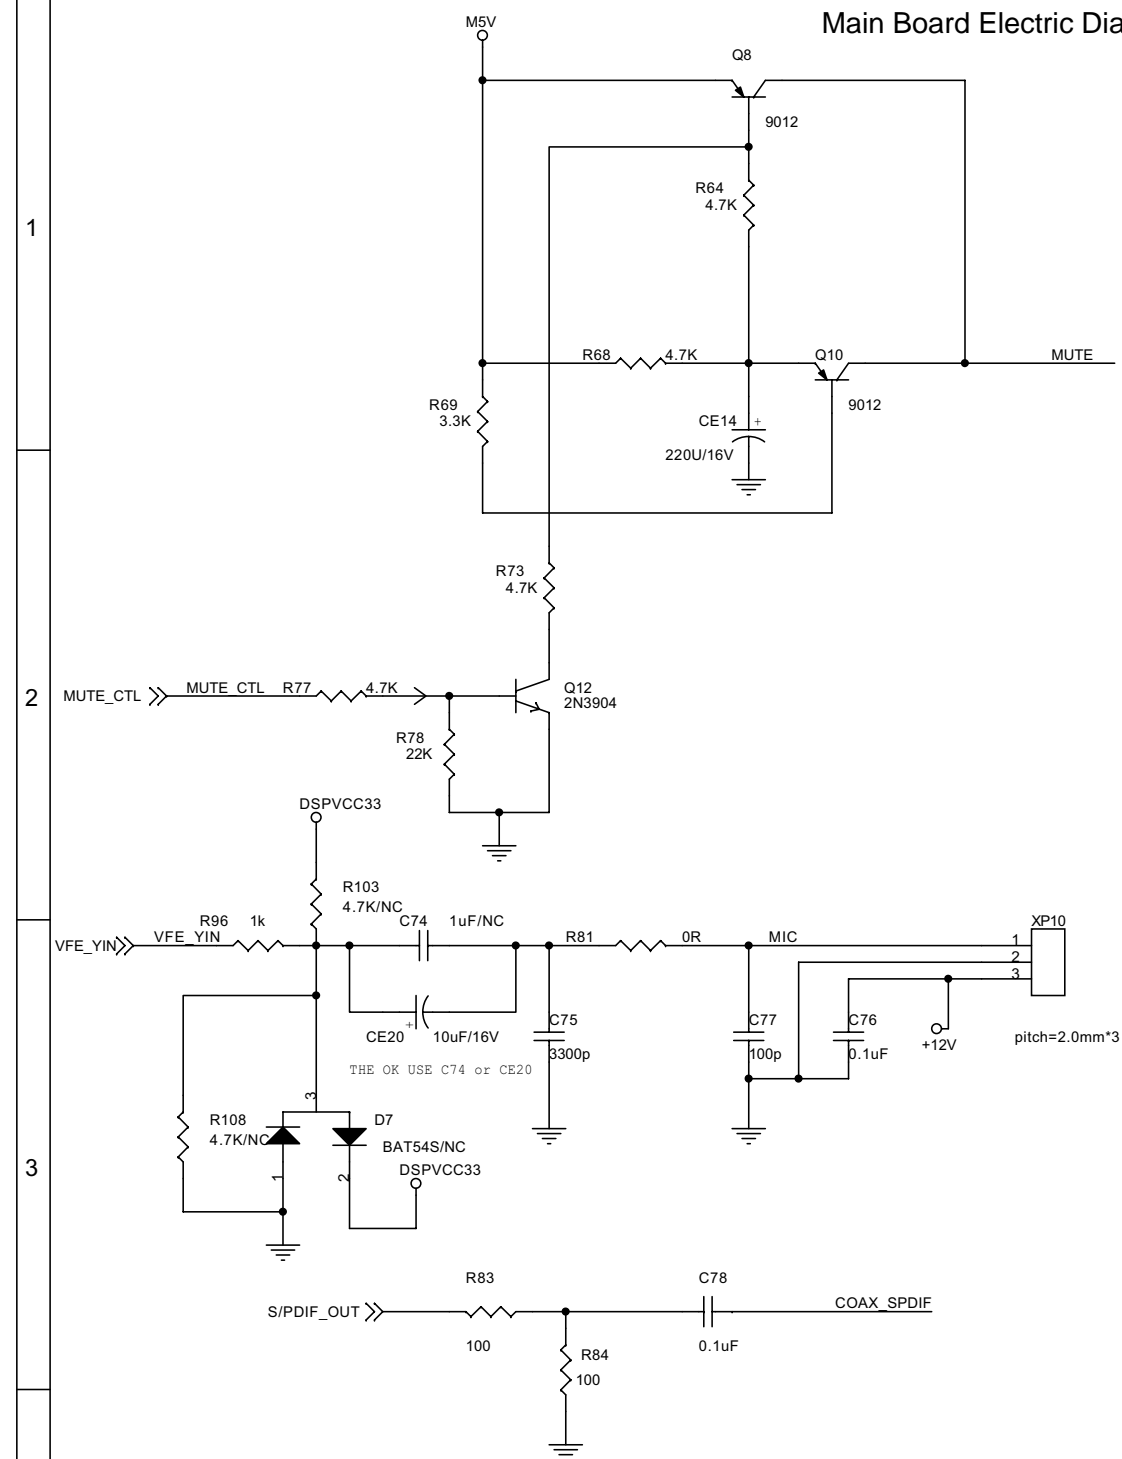 Main Board Electric Dia
M5V
Q8
9012
R64
4.7K
1
R68 4.7K
Q10
MUTE
R69
3.3K
9012
CE14 +
220U/16V
R73
4.7K
2
MUTE_CTL MUTE_CTL R77 4.7K
Q12
2N3904
R78
22K
DSPVCC33
R103
4.7K/NC
R96 1k
C74 1uF/NC
XP10
VFE_YIN VFE_YIN
R81 0R MIC
1
2
3
CE20 + 10uF/16V
C75
3300p
C77
100p
C76
0.1uF
+12V
pitch=2.0mm*3
THE OK USE C74 or CE20
3
R108
4.7K/NC
D7
BAT54S/NC
1
2
DSPVCC33
3
R83
C78
S/PDIF_OUT
COAX_SPDIF
100
0.1uF
R84
100